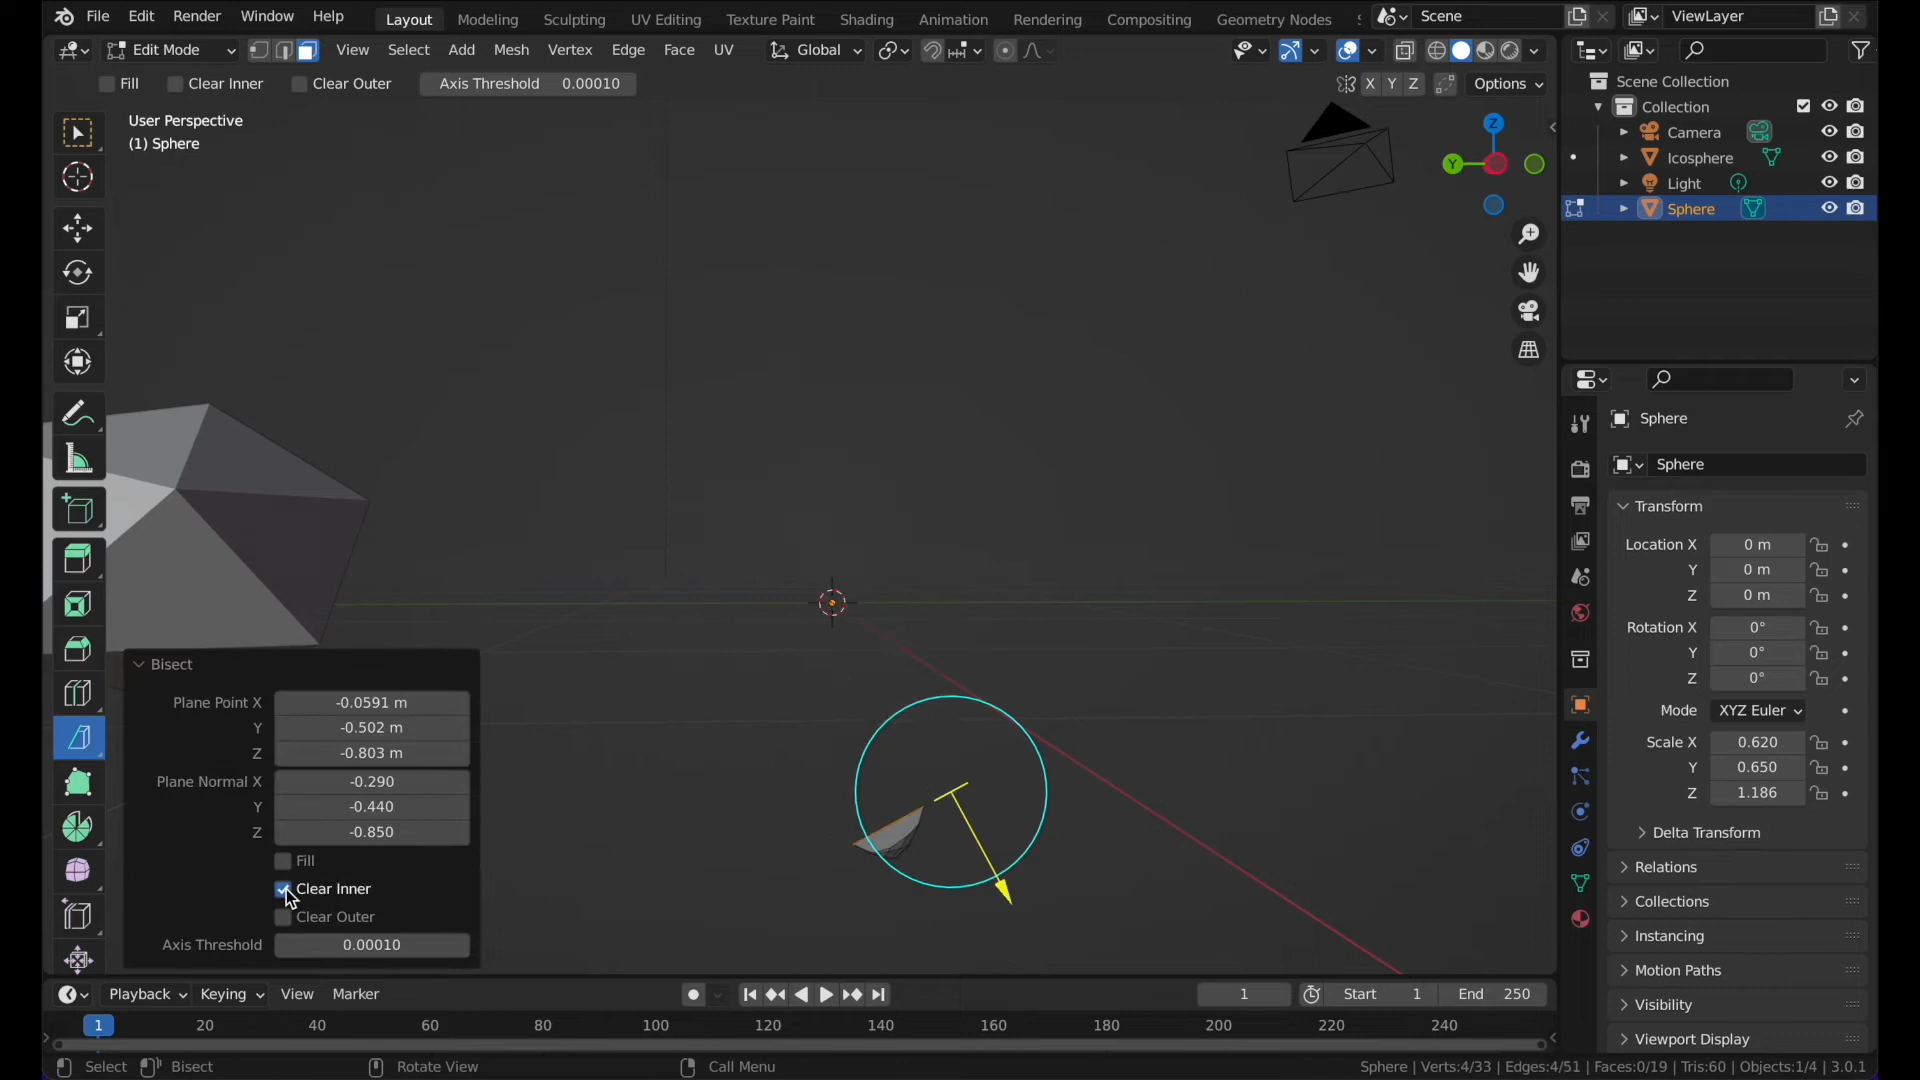 File Edit Render Window Help Layout Modeling Sculpting UV Editing Texture Paint Shading Animation Rendering Compositing Geometry Nodes Scene ViewLayer
Edit Mode View Select Add Mesh Vertex Edge Face UV Global
Fill Clear Inner Clear Outer Axis Threshold 0.00010 X Y Z Options
User Perspective
(1) Sphere
Z
Y
Scene Collection
Collection
Camera
Icosphere
Light
Sphere
Sphere
Sphere
Transform
Location X 0 m
Y 0 m
Z 0 m
Rotation X 0°
Y 0°
Z 0°
Mode XYZ Euler
Scale X 0.620
Y 0.650
Z 1.186
Delta Transform
Relations
Collections
Instancing
Motion Paths
Visibility
Viewport Display
Bisect
Plane Point X -0.0591 m
Y -0.502 m
Z -0.803 m
Plane Normal X -0.290
Y -0.440
Z -0.850
Fill
Clear Inner
Clear Outer
Axis Threshold 0.00010
Playback Keying View Marker 1 Start 1 End 250
1 20 40 60 80 100 120 140 160 180 200 220 240
Select Bisect Rotate View Call Menu Sphere | Verts:4/33 | Edges:4/51 | Faces:0/19 | Tris:60 | Objects:1/4 | 3.0.1